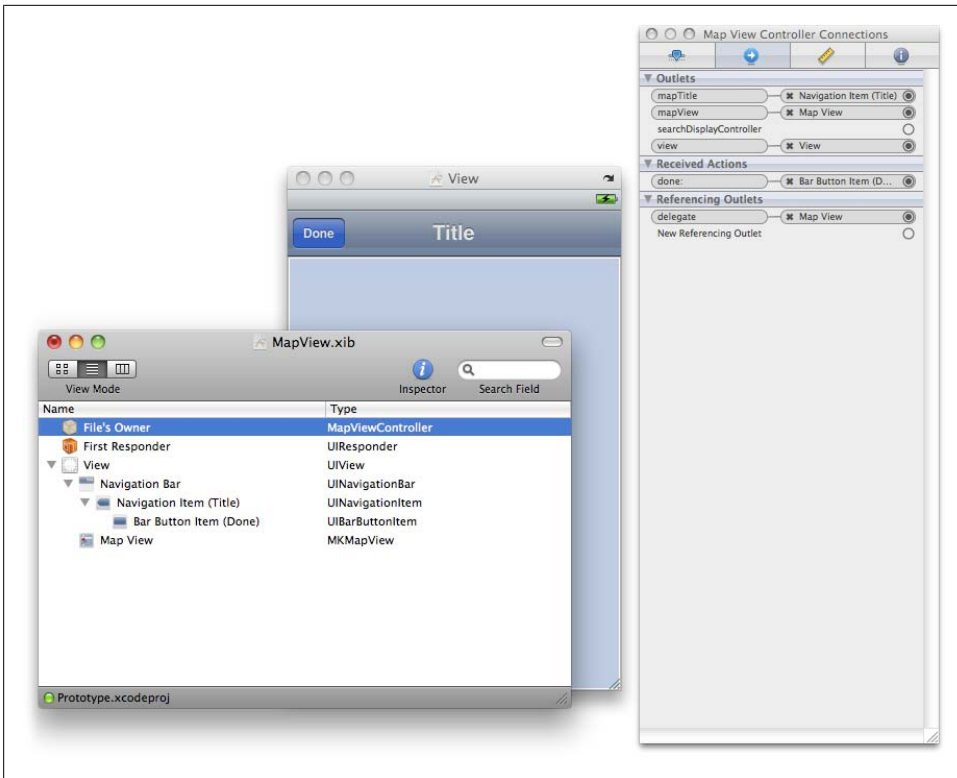 Map View Controller Connections
Outlets
mapTitle Navigation Item (Title)
mapView Map View
searchDisplayController
view View
Received Actions
done: Bar Button Item (D...
Referencing Outlets
delegate Map View
New Referencing Outlet
View
Done Title
MapView.xib
View Mode Inspector Search Field
Name Type
File's Owner MapViewController
First Responder UIResponder
View UIView
Navigation Bar UINavigationBar
Navigation Item (Title) UINavigationItem
Bar Button Item (Done) UIBarButtonItem
Map View MKMapView
Prototype.xcodeproj